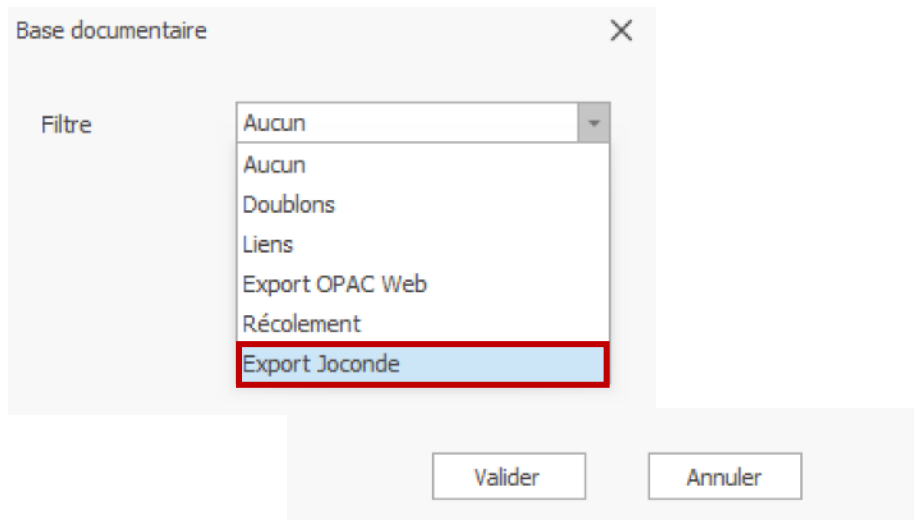 Base documentaire
Filtre
Aucun
Aucun
Doublons
Liens
Export OPAC Web
Récolement
Export Joconde
Valider
Annuler